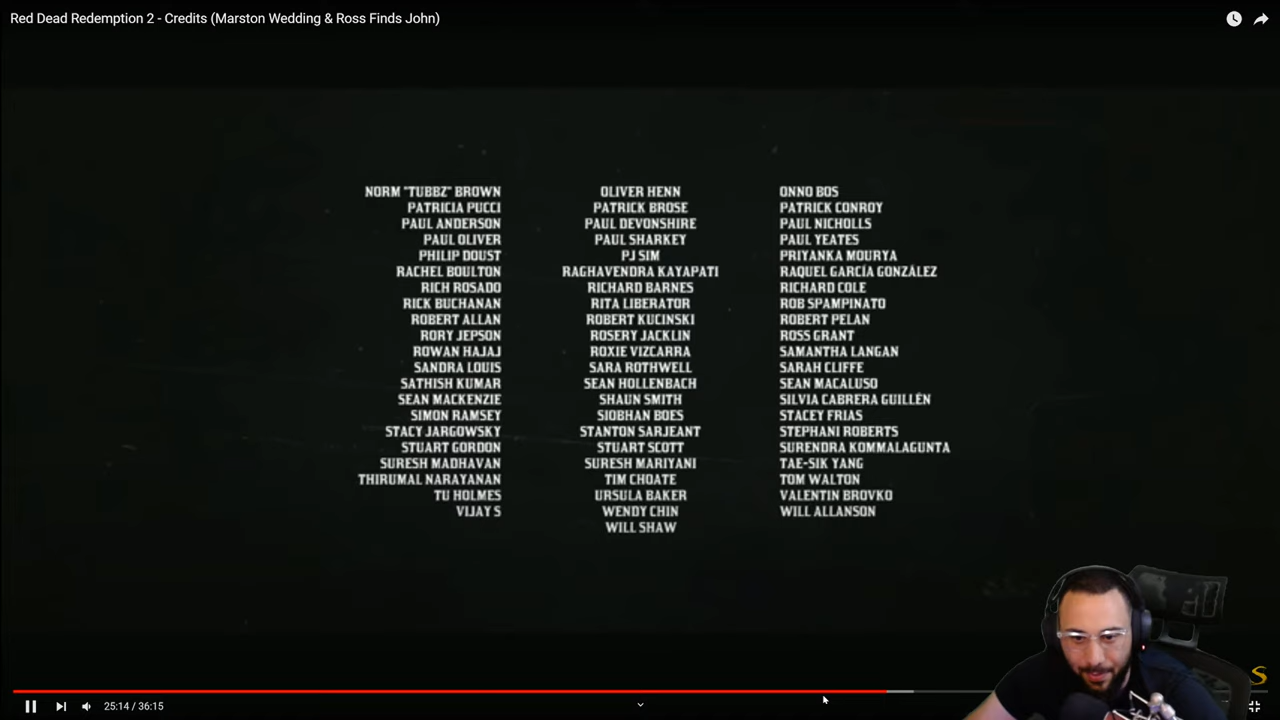 Red Dead Redemption 2 - Credits (Marston Wedding & Ross Finds John)
NORM "TUBBZ" BROWN OLIVER HENN ONNO BOS
PATRICIA PUCCI PATRICK BROSE PATRICK CONROY
PAUL ANDERSON PAUL DEVONSHIRE PAUL NICHOLLS
PAUL OLIVER PAUL SHARKEY PAUL YEATES
PHILIP DOUST PJ SIM PRIYANKA MOURYA
RACHEL BOULTON RAGHAVENDRA KAYAPATI RAQUEL GARCÍA GONZÁLEZ
RICH ROSADO RICHARD BARNES RICHARD COLE
RICK BUCHANAN RITA LIBERATOR ROB SPAMPINATO
ROBERT ALLAN ROBERT KUCINSKI ROBERT PELAN
RORY JEPSON ROSERY JACKLIN ROSS GRANT
ROWAN HAJAJ ROXIE VIZCARRA SAMANTHA LANGAN
SANDRA LOUIS SARA ROTHWELL SARAH CLIFFE
SATHISH KUMAR SEAN HOLLENBACH SEAN MACALUSO
SEAN MACKENZIE SHAUN SMITH SILVIA CABRERA GUILLÉN
SIMON RAMSEY SIOBHAN BOES STACEY FRIAS
STACY JARGOWSKY STANTON SARJEANT STEPHANI ROBERTS
STUART GORDON STUART SCOTT SURENDRA KOMMALAGUNTA
SURESH MADHAVAN SURESH MARIYANI TAE-SIK YANG
THIRUMAL NARAYANAN TIM CHOATE TOM WALTON
TU HOLMES URSULA BAKER VALENTIN BROVKO
VIJAY S WENDY CHIN WILL ALLANSON
WILL SHAW
S
25:14 / 36:15